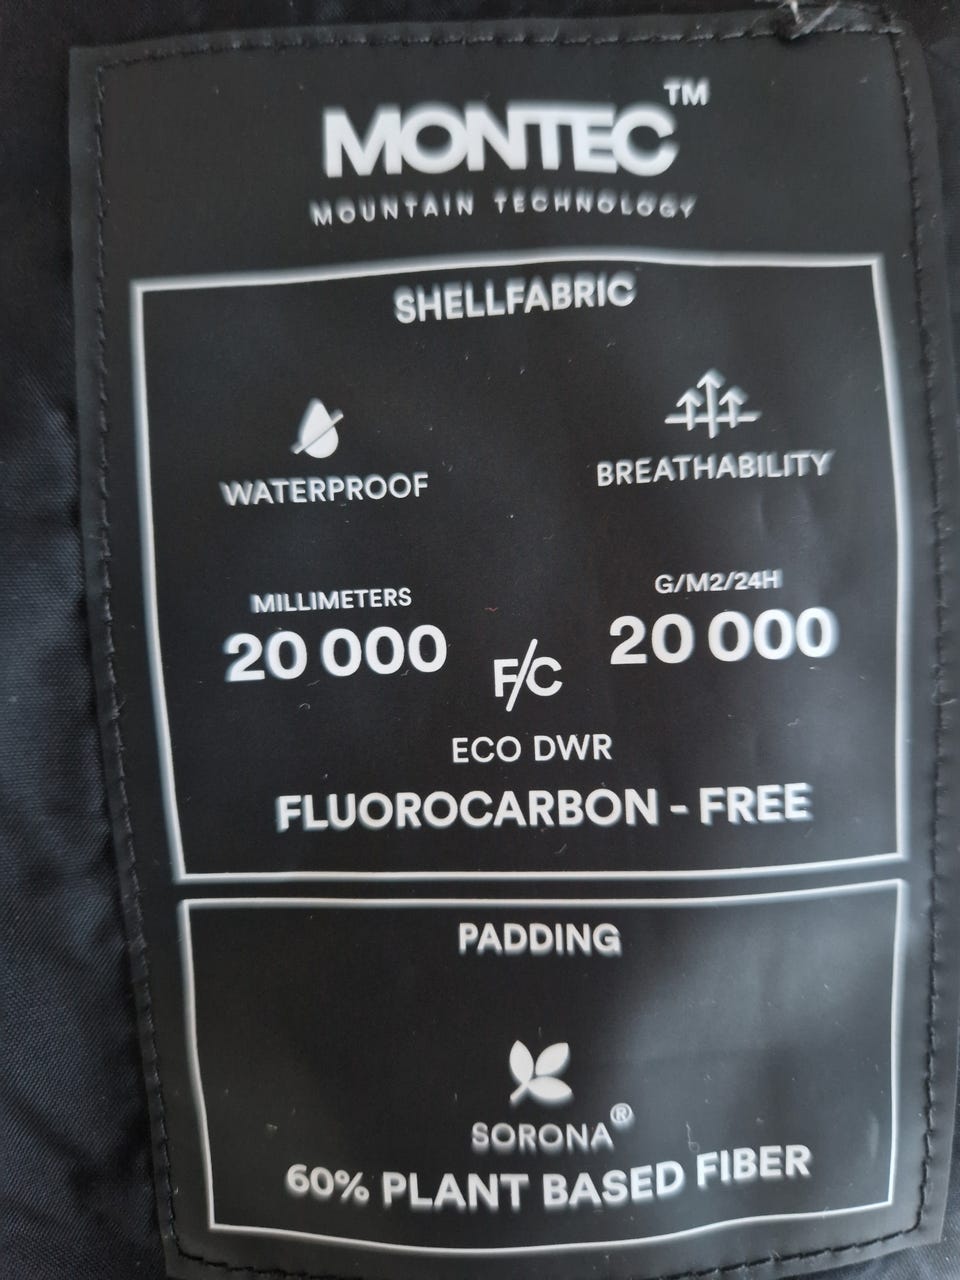 MONTEC™
MOUNTAIN TECHNOLOGY
SHELLFABRIC
WATERPROOF
BREATHABILITY
MILLIMETERS
G/M2/24H
20 000
20 000
F/C
ECO DWR
FLUOROCARBON - FREE
PADDING
SORONA®
60% PLANT BASED FIBER